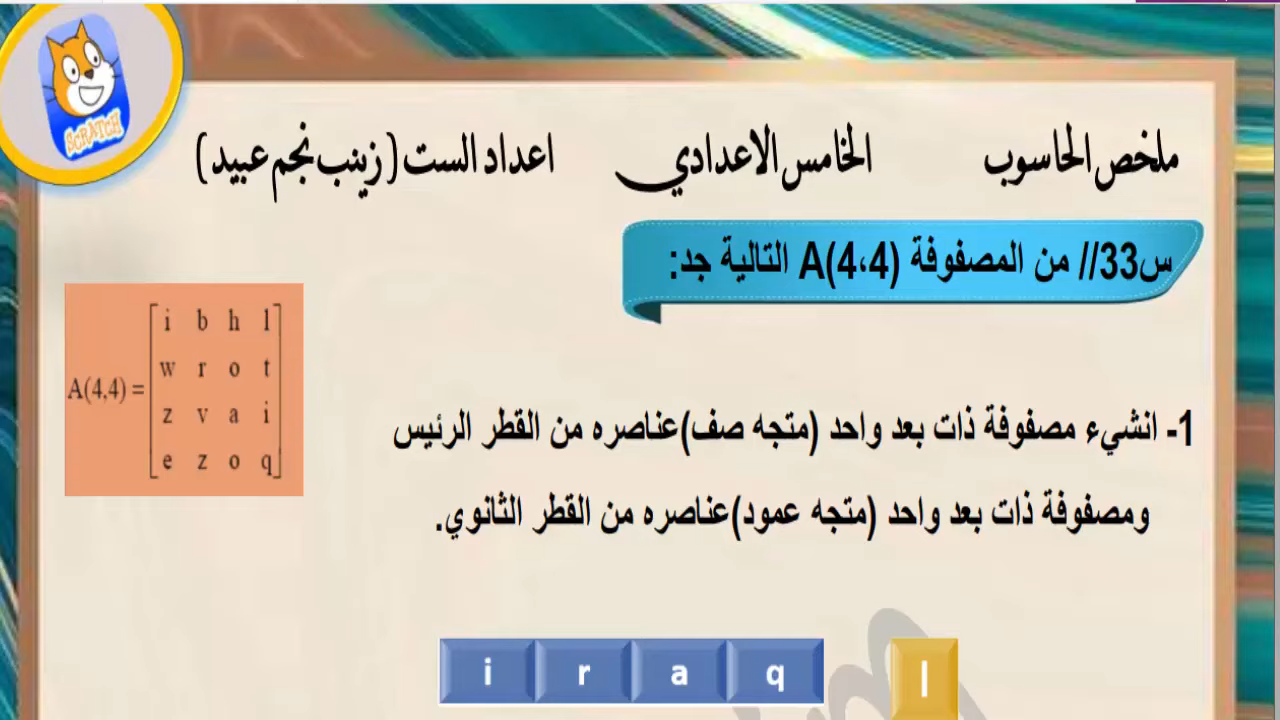 SCRATCH
ملخص الحاسوب الخامس الاعدادي اعداد الست (زينب نجم عبيد)
س33// من المصفوفة A(4،4) التالية جد:
A(4,4) =
i b h l
w r o t
z v a i
e z o q
1- انشيء مصفوفة ذات بعد واحد (متجه صف)عناصره من القطر الرئيس
ومصفوفة ذات بعد واحد (متجه عمود)عناصره من القطر الثانوي.
i r a q
l